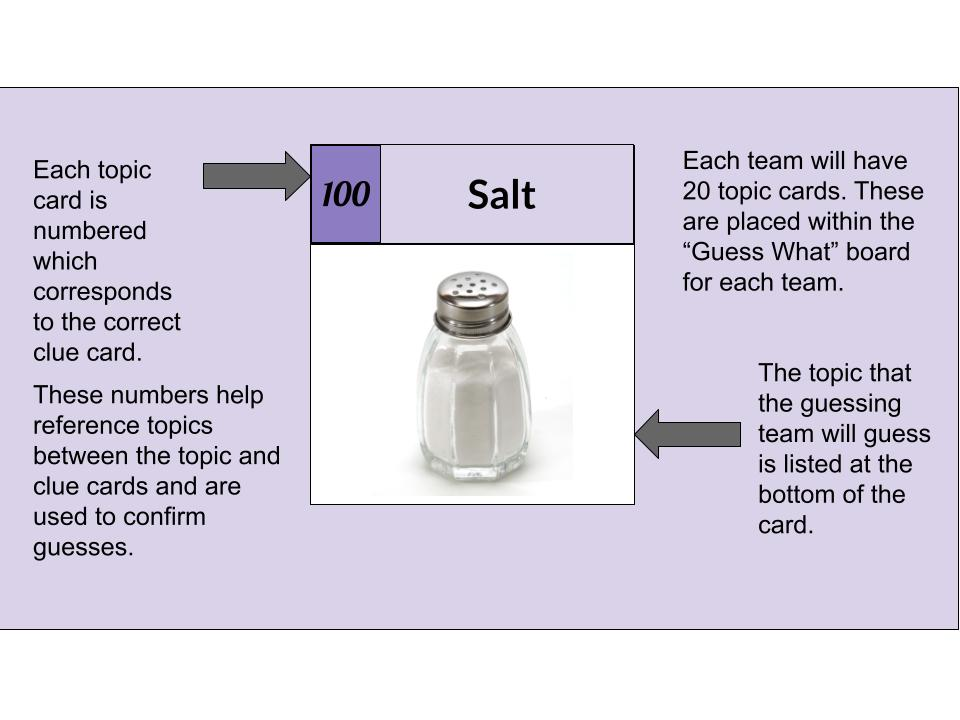 Each topic
card is
numbered
which
corresponds
to the correct
clue card.
These numbers help
reference topics
between the topic and
clue cards and are
used to confirm
guesses.
100
Salt
Each team will have
20 topic cards. These
are placed within the
“Guess What” board
for each team.
The topic that
the guessing
team will guess
is listed at the
bottom of the
card.